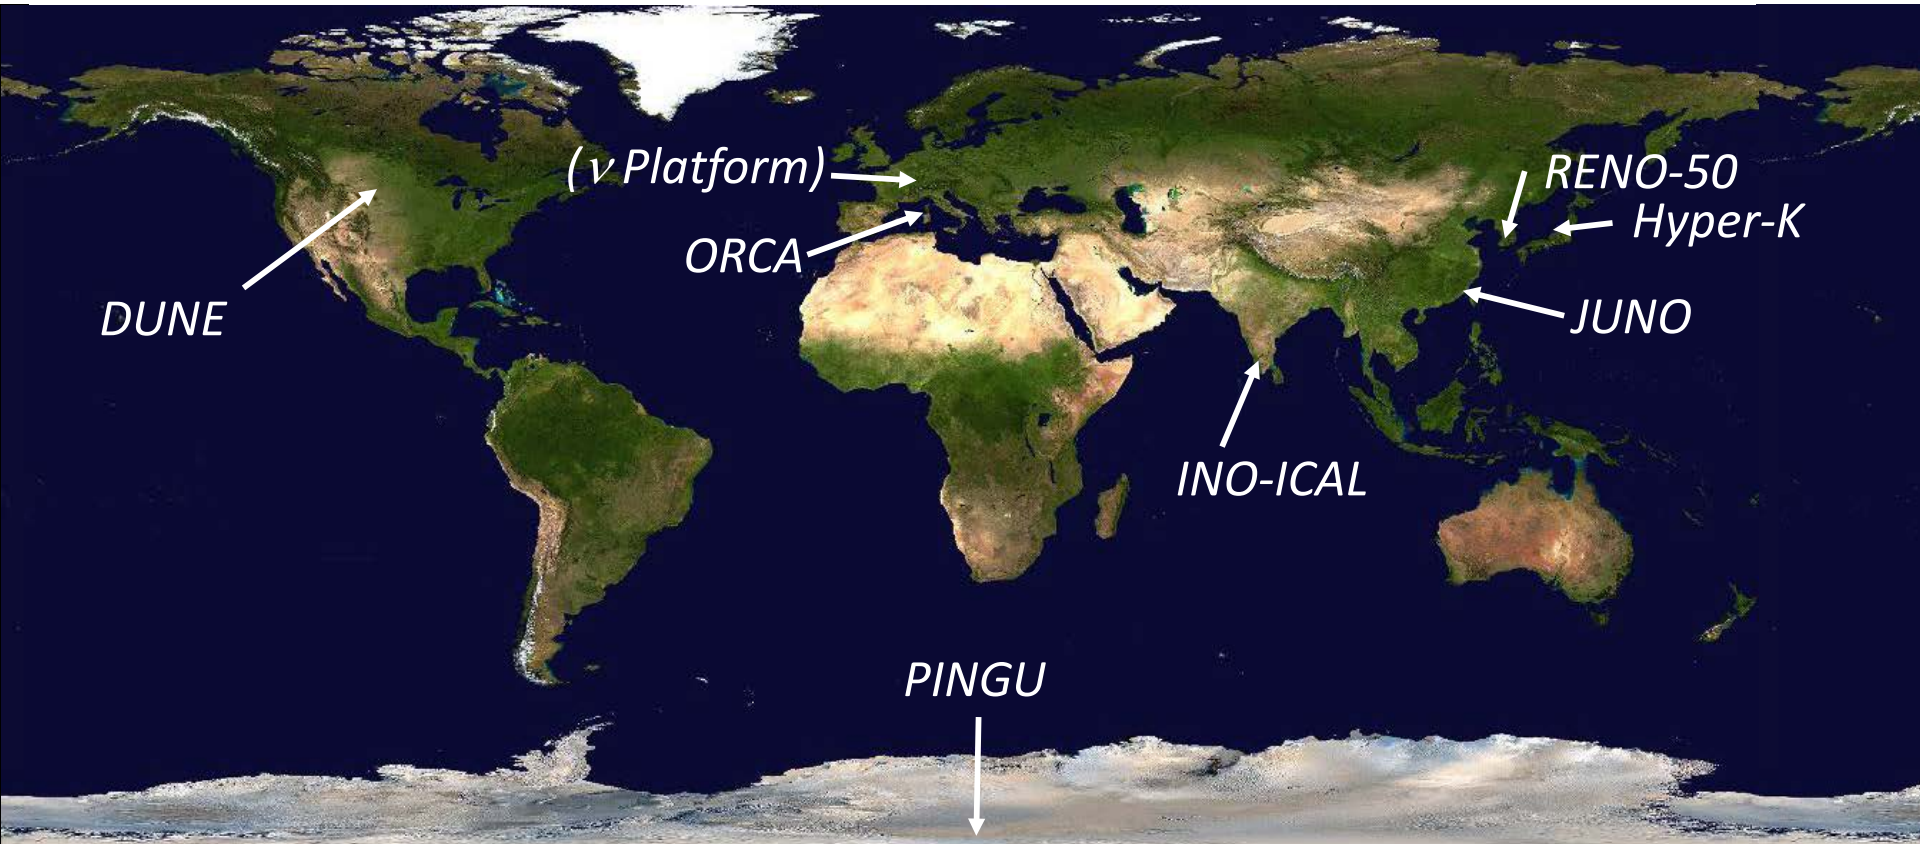 (ν Platform)
RENO-50
Hyper-K
ORCA
DUNE
JUNO
INO-ICAL
PINGU